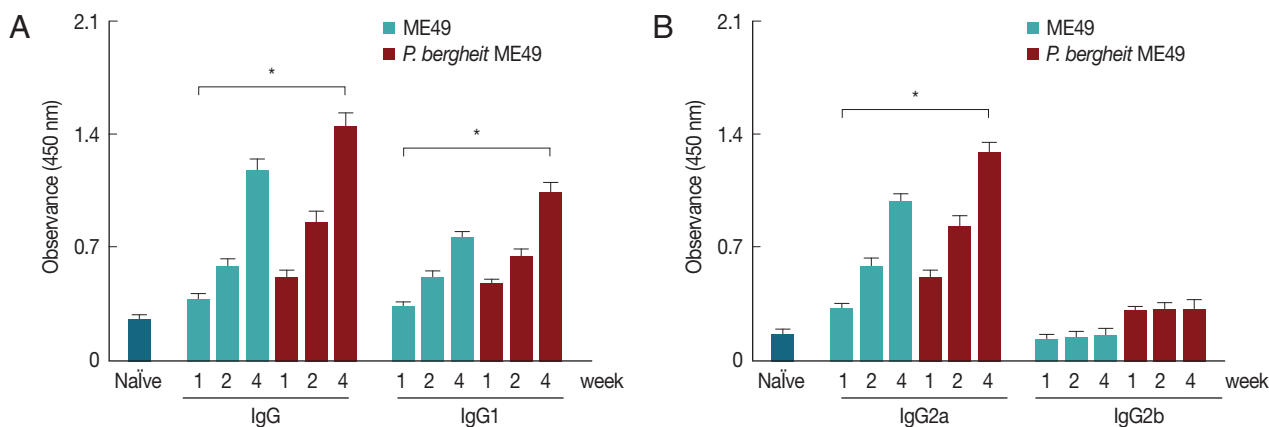 A
2.1
1.4
0.7
0
Observance (450 nm)
ME49
P. bergheit ME49
*
*
NaÏve
1 2 4 1 2 4
1 2 4 1 2 4
week
IgG
IgG1
B
2.1
1.4
0.7
0
Observance (450 nm)
ME49
P. bergheit ME49
*
NaÏve
1 2 4 1 2 4
1 2 4 1 2 4
week
IgG2a
IgG2b